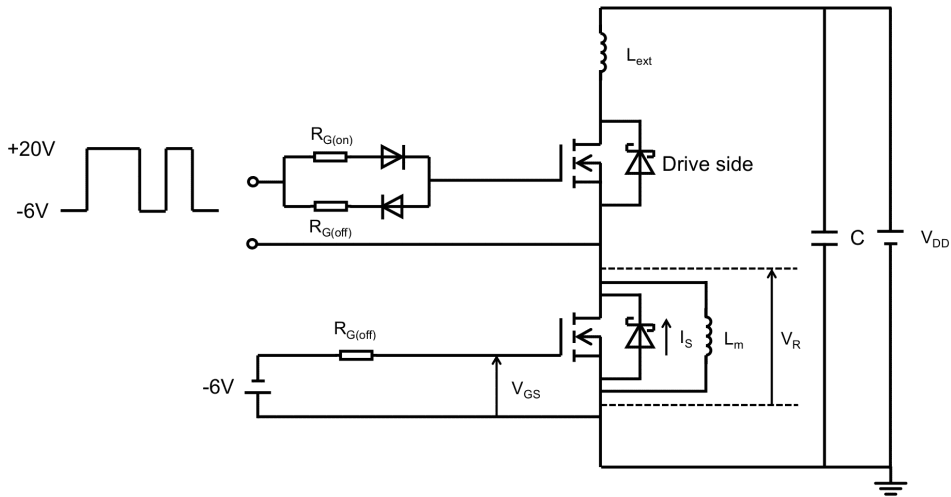 L_ext
+20V
-6V
R_G(on)
R_G(off)
Drive side
C
V_DD
R_G(off)
-6V
V_GS
I_S
L_m
V_R